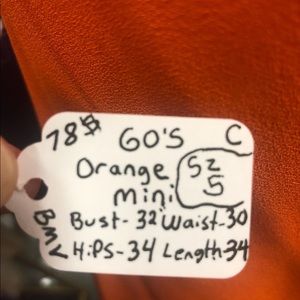 78$ 60'S C
Orange Sz
mini 5
Bust-32 Waist-30
HiPS-34 Length-34
BMV